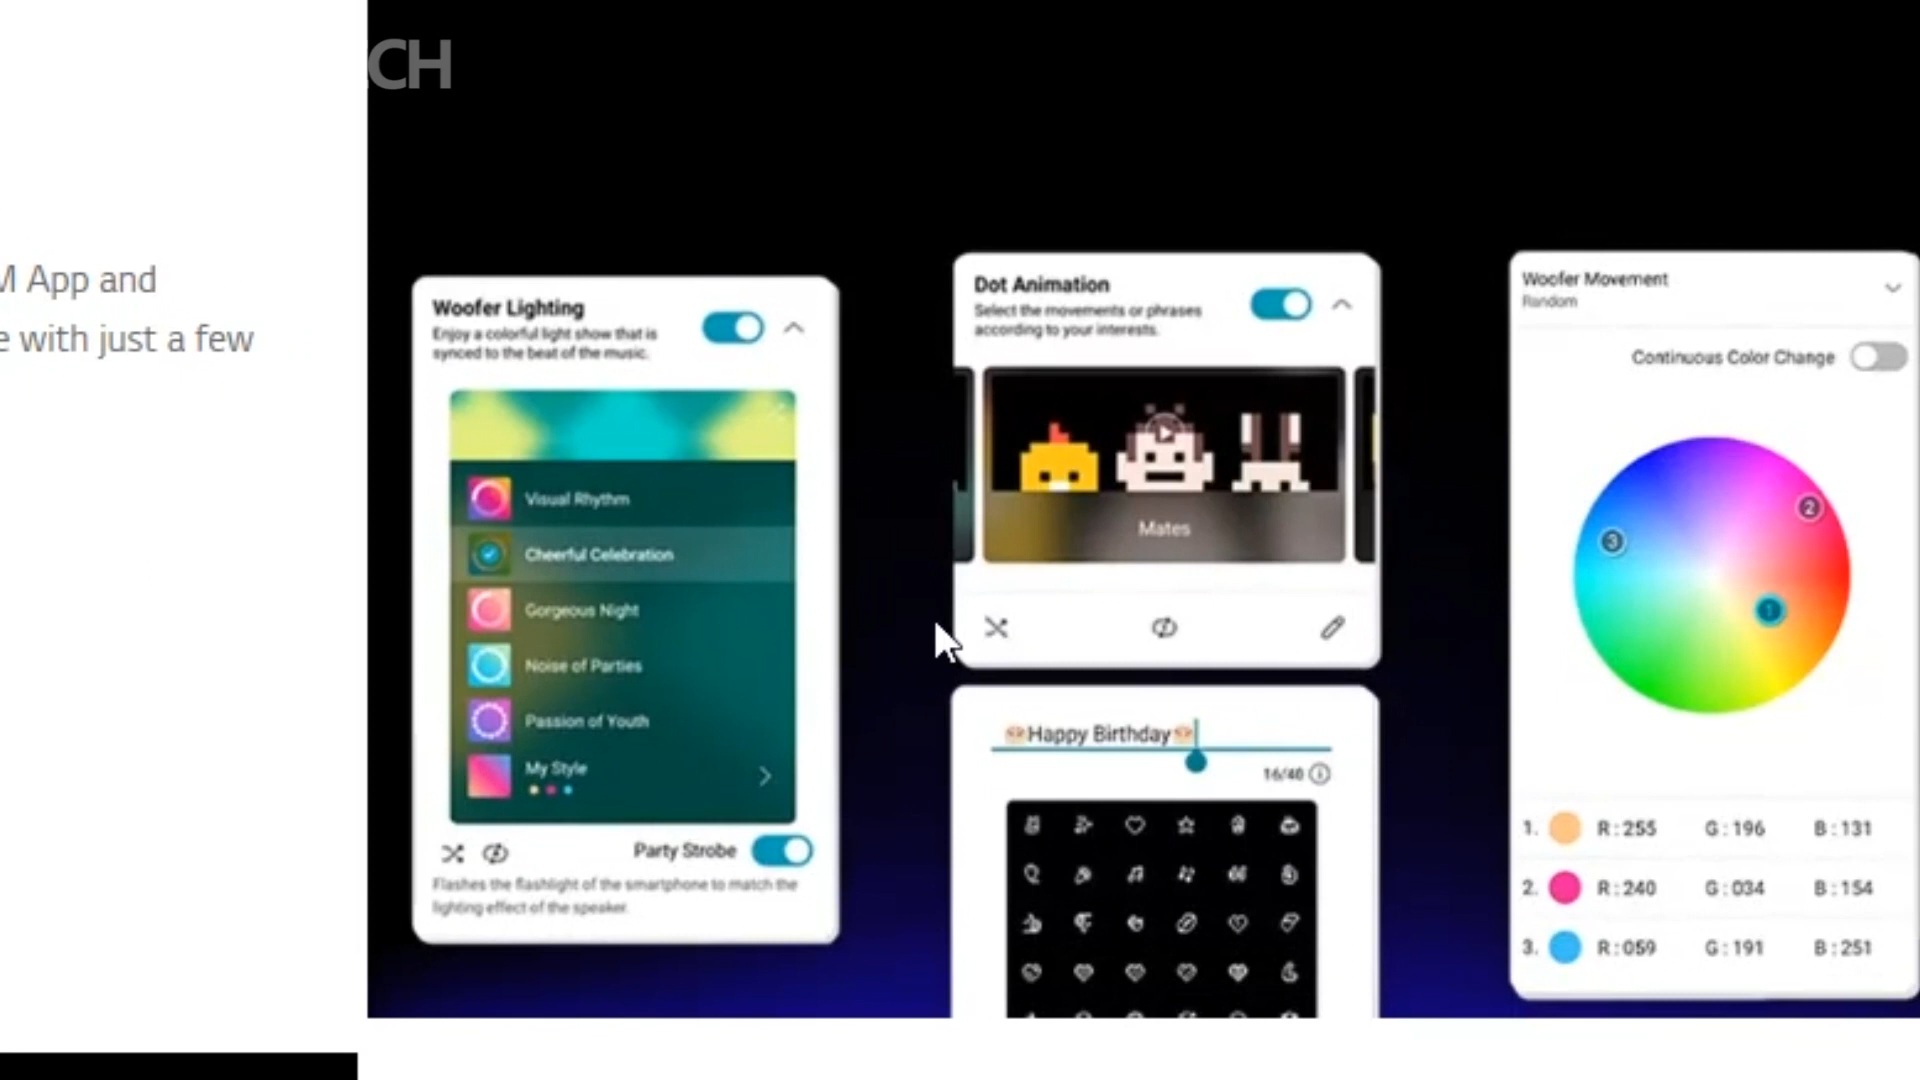 CH
M App and
e with just a few
Woofer Lighting
Enjoy a colorful light show that is
synced to the beat of the music.
Visual Rhythm
Cheerful Celebration
Gorgeous Night
Noise of Parties
Passion of Youth
My Style
Party Strobe
Flashes the flashlight of the smartphone to match the
lighting effect of the speaker.
Dot Animation
Select the movements or phrases
according to your interests.
Mates
Happy Birthday
16/40
Woofer Movement
Random
Continuous Color Change
3
2
1
1. R:255 G:196 B:131
2. R:240 G:034 B:154
3. R:059 G:191 B:251